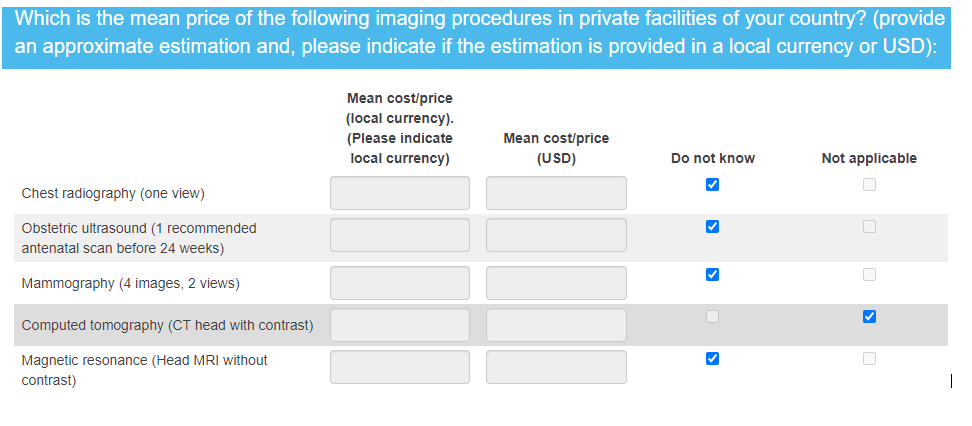 Which is the mean price of the following imaging procedures in private facilities of your country? (provide
an approximate estimation and, please indicate if the estimation is provided in a local currency or USD):
Mean cost/price
(local currency).
(Please indicate
local currency)
Mean cost/price
(USD)
Do not know
Not applicable
Chest radiography (one view)
Obstetric ultrasound (1 recommended
antenatal scan before 24 weeks)
Mammography (4 images, 2 views)
Computed tomography (CT head with contrast)
Magnetic resonance (Head MRI without
contrast)